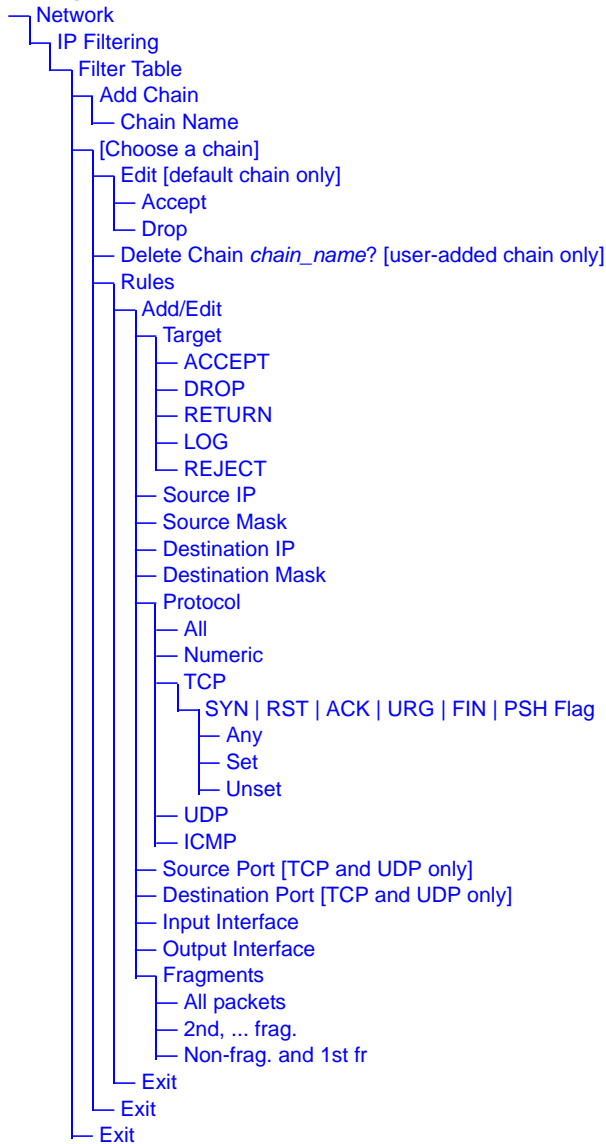 Network
IP Filtering
Filter Table
Add Chain
Chain Name
[Choose a chain]
Edit [default chain only]
Accept
Drop
Delete Chain chain_name? [user-added chain only]
Rules
Add/Edit
Target
ACCEPT
DROP
RETURN
LOG
REJECT
Source IP
Source Mask
Destination IP
Destination Mask
Protocol
All
Numeric
TCP
SYN | RST | ACK | URG | FIN | PSH Flag
Any
Set
Unset
UDP
ICMP
Source Port [TCP and UDP only]
Destination Port [TCP and UDP only]
Input Interface
Output Interface
Fragments
All packets
2nd, ... frag.
Non-frag. and 1st fr
Exit
Exit
Exit